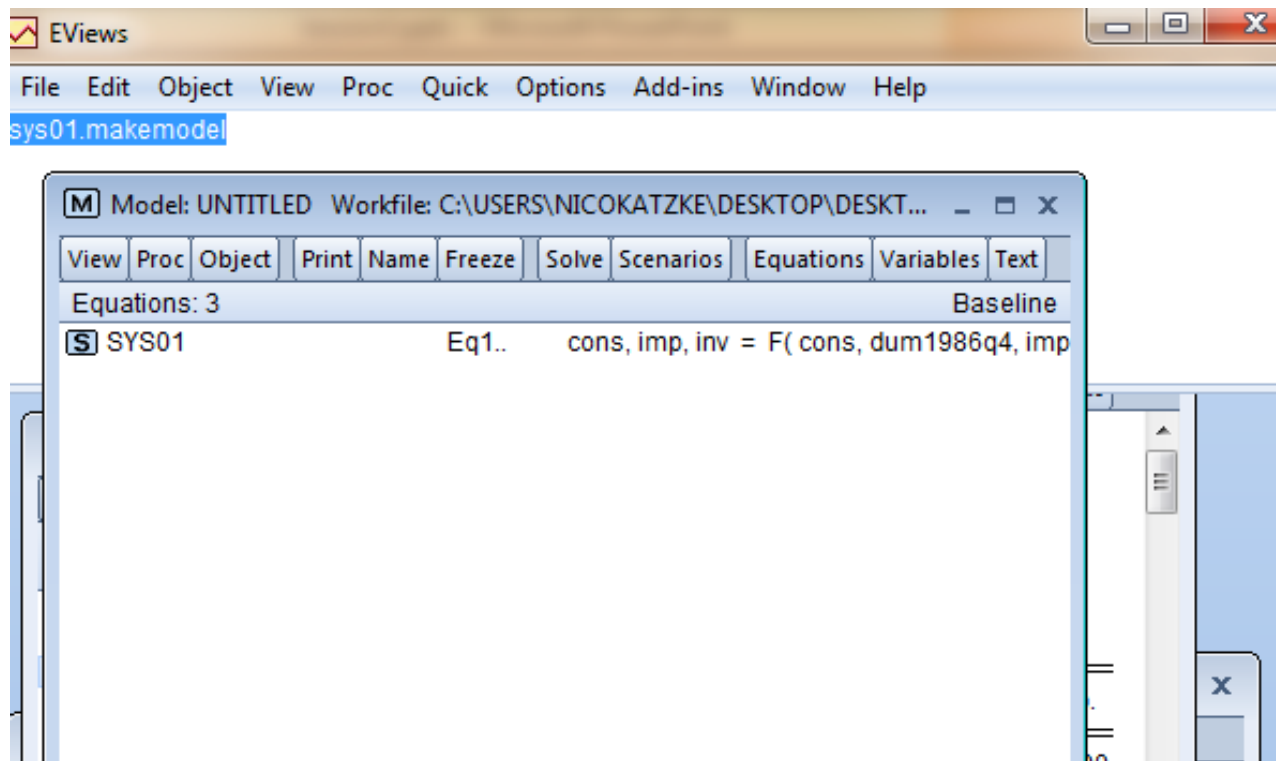 EViews
File Edit Object View Proc Quick Options Add-ins Window Help
sys01.makemodel
M Model: UNTITLED Workfile: C:\USERS\NICOKATZKE\DESKTOP\DESKT...
View Proc Object Print Name Freeze Solve Scenarios Equations Variables Text
Equations: 3 Baseline
S SYS01 Eq1.. cons, imp, inv = F( cons, dum1986q4, imp